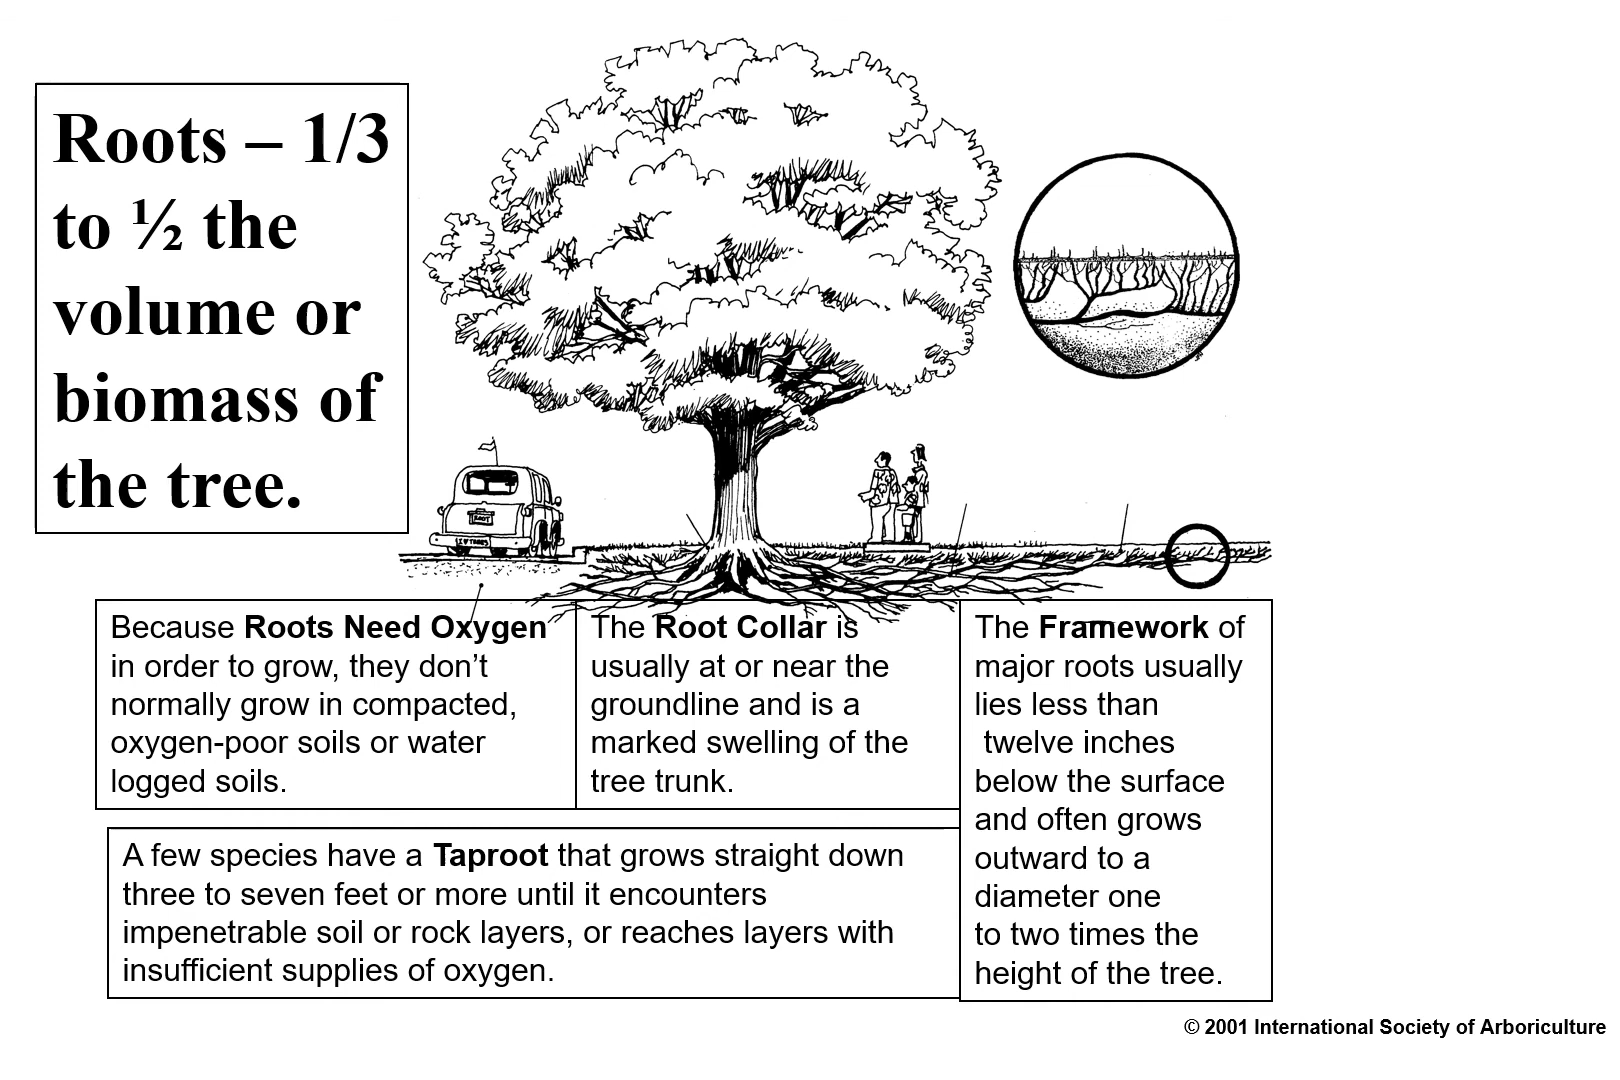 Roots – 1/3
to ½ the
volume or
biomass of
the tree.
ROOT
I ♥ TREES
Because Roots Need Oxygen
in order to grow, they don’t
normally grow in compacted,
oxygen-poor soils or water
logged soils.
The Root Collar is
usually at or near the
groundline and is a
marked swelling of the
tree trunk.
The Framework of
major roots usually
lies less than
twelve inches
below the surface
and often grows
outward to a
diameter one
to two times the
height of the tree.
A few species have a Taproot that grows straight down
three to seven feet or more until it encounters
impenetrable soil or rock layers, or reaches layers with
insufficient supplies of oxygen.
© 2001 International Society of Arboriculture